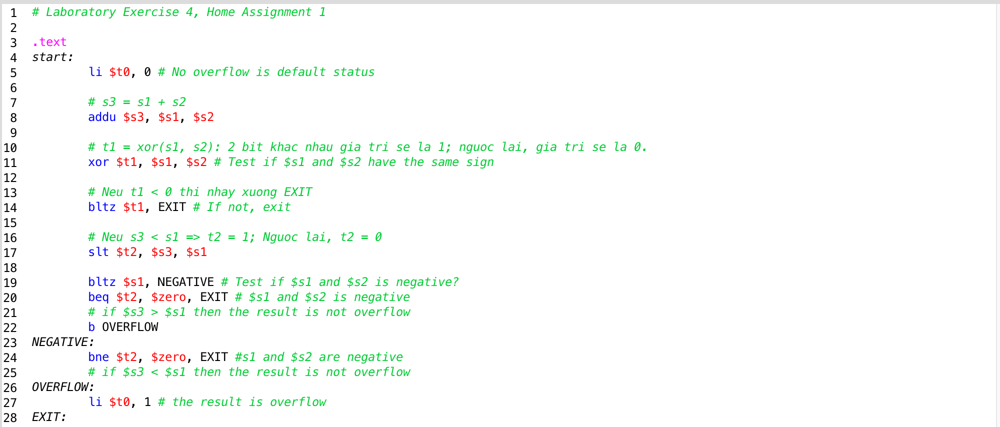 1 # Laboratory Exercise 4, Home Assignment 1
2
3 .text
4 start:
5 li $t0, 0 # No overflow is default status
6
7 # s3 = s1 + s2
8 addu $s3, $s1, $s2
9
10 # t1 = xor(s1, s2): 2 bit khac nhau gia tri se la 1; nguoc lai, gia tri se la 0.
11 xor $t1, $s1, $s2 # Test if $s1 and $s2 have the same sign
12
13 # Neu t1 < 0 thi nhay xuong EXIT
14 bltz $t1, EXIT # If not, exit
15
16 # Neu s3 < s1 => t2 = 1; Nguoc lai, t2 = 0
17 slt $t2, $s3, $s1
18
19 bltz $s1, NEGATIVE # Test if $s1 and $s2 is negative?
20 beq $t2, $zero, EXIT # $s1 and $s2 is negative
21 # if $s3 > $s1 then the result is not overflow
22 b OVERFLOW
23 NEGATIVE:
24 bne $t2, $zero, EXIT #s1 and $s2 are negative
25 # if $s3 < $s1 then the result is not overflow
26 OVERFLOW:
27 li $t0, 1 # the result is overflow
28 EXIT: